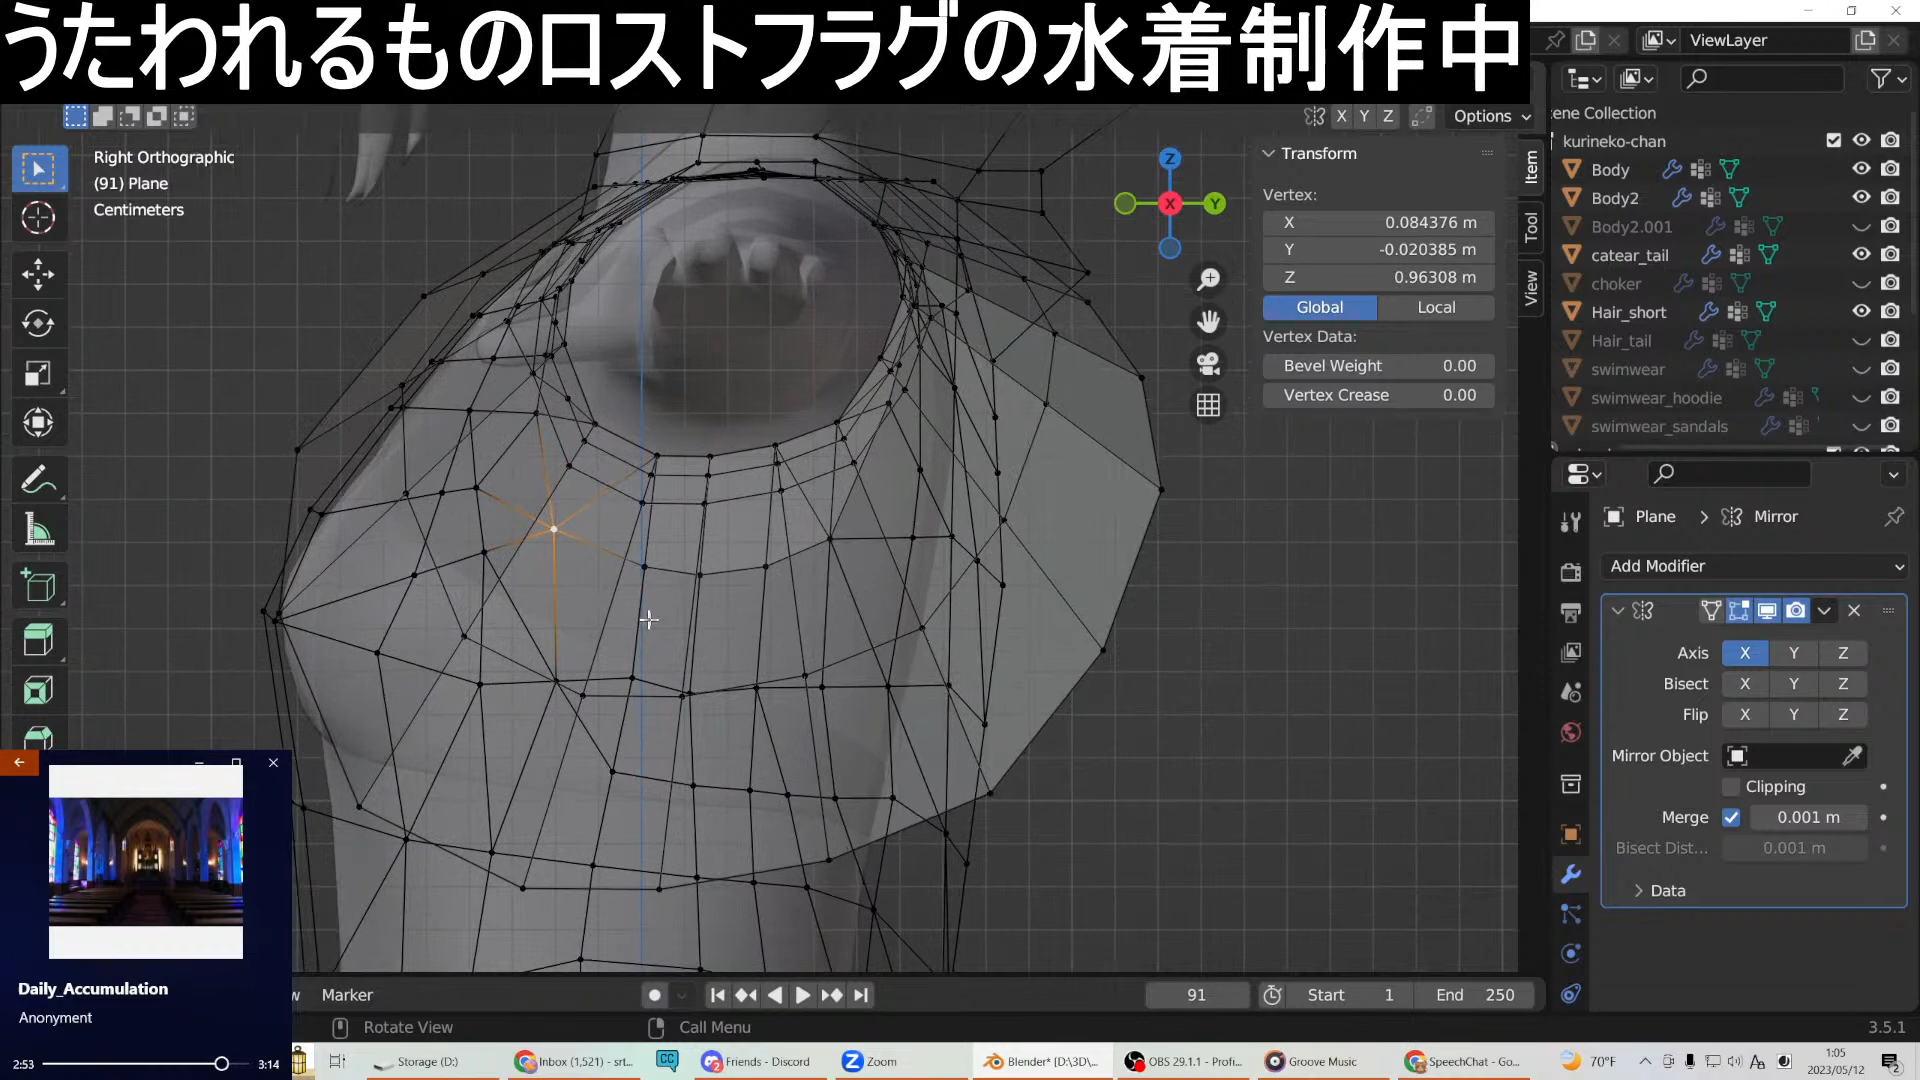 うたわれるものロストフラグの水着制作中
ViewLayer
X Y Z Options
Right Orthographic
(91) Plane
Centimeters
Z
X
Y
Transform
Vertex:
X 0.084376 m
Y -0.020385 m
Z 0.96308 m
Global Local
Vertex Data:
Bevel Weight 0.00
Vertex Crease 0.00
Item
Tool
View
ene Collection
kurineko-chan
Body
Body2
Body2.001
catear_tail
choker
Hair_short
Hair_tail
swimwear
swimwear_hoodie
swimwear_sandals
Plane > Mirror
Add Modifier
Axis X Y Z
Bisect X Y Z
Flip X Y Z
Mirror Object
Clipping
Merge 0.001 m
Bisect Dist... 0.001 m
Data
Daily_Accumulation
Anonyment
2:53 3:14
w Marker
91 Start 1 End 250
Rotate View Call Menu 3.5.1
Storage (D:) Inbox (1,521) - srt... CC Friends - Discord Zoom Blender* [D:\3D\... OBS 29.1.1 - Profi... Groove Music SpeechChat - Go... 70°F 1:05
2023/05/12
2